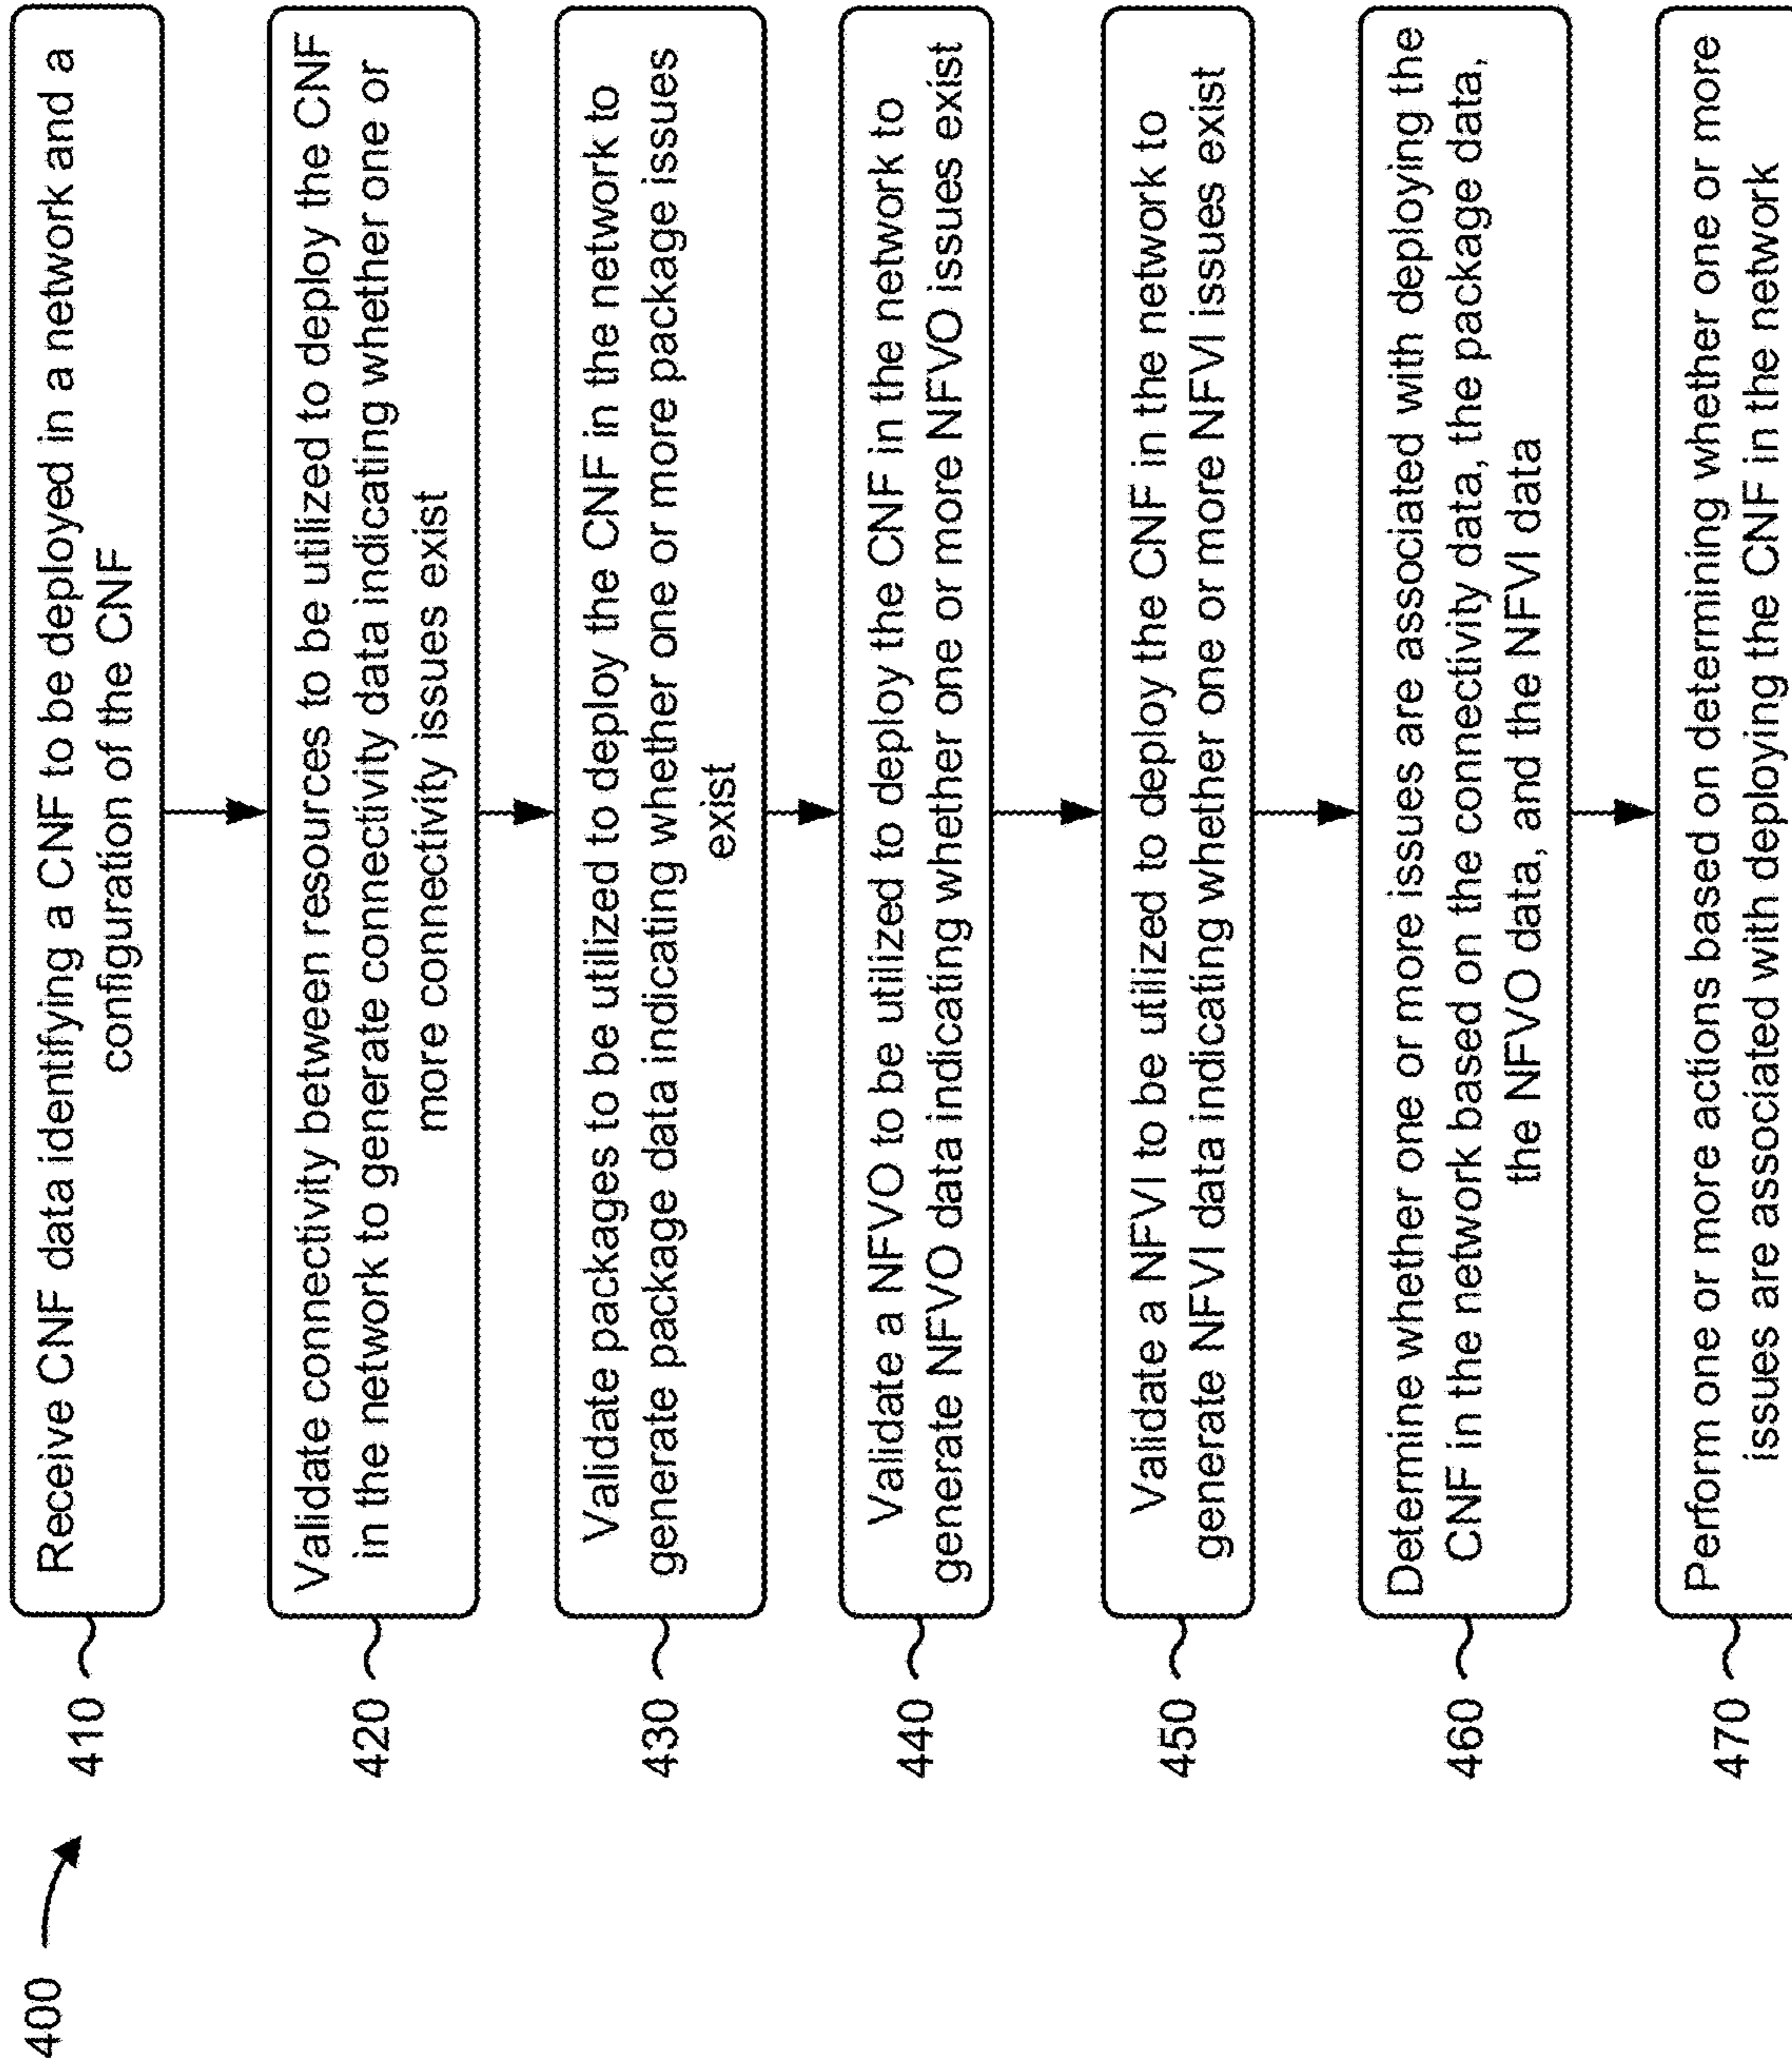 400
410
Receive CNF data identifying a CNF to be deployed in a network and a
configuration of the CNF
420
Validate connectivity between resources to be utilized to deploy the CNF
in the network to generate connectivity data indicating whether one or
more connectivity issues exist
430
Validate packages to be utilized to deploy the CNF in the network to
generate package data indicating whether one or more package issues
exist
440
Validate a NFVO to be utilized to deploy the CNF in the network to
generate NFVO data indicating whether one or more NFVO issues exist
450
Validate a NFVI to be utilized to deploy the CNF in the network to
generate NFVI data indicating whether one or more NFVI issues exist
460
Determine whether one or more issues are associated with deploying the
CNF in the network based on the connectivity data, the package data,
the NFVO data, and the NFVI data
470
Perform one or more actions based on determining whether one or more
issues are associated with deploying the CNF in the network